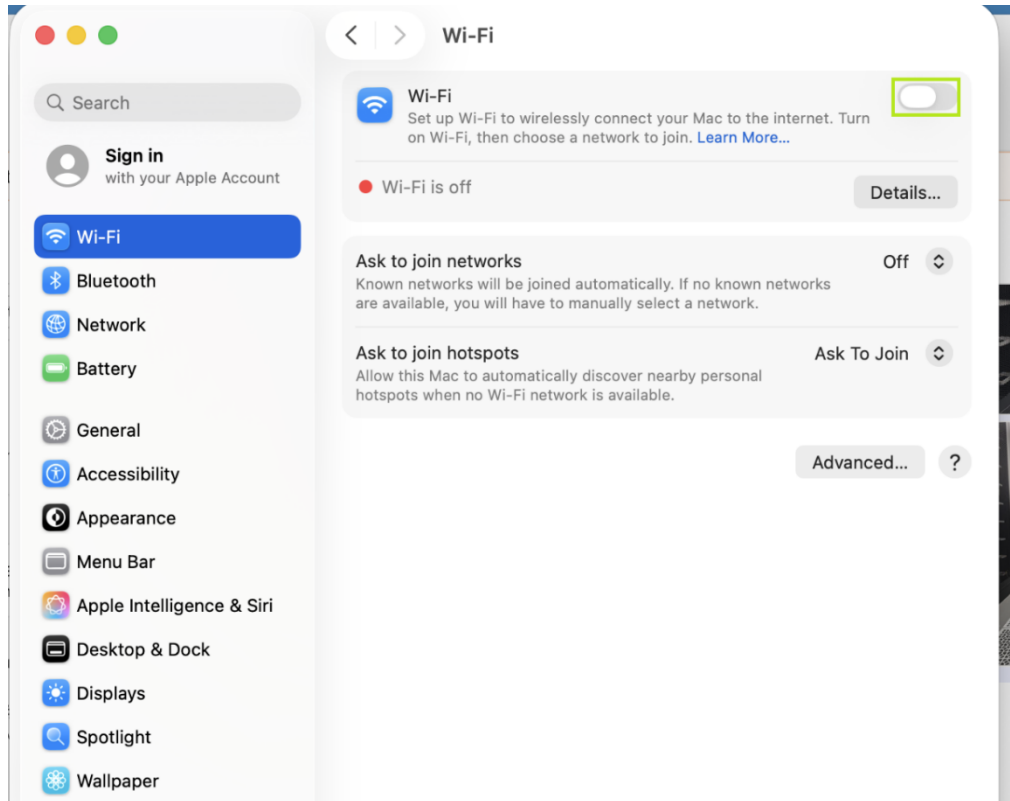 Wi-Fi
Search
Sign in
with your Apple Account
Wi-Fi
Bluetooth
Network
Battery
General
Accessibility
Appearance
Menu Bar
Apple Intelligence & Siri
Desktop & Dock
Displays
Spotlight
Wallpaper
Wi-Fi
Set up Wi-Fi to wirelessly connect your Mac to the internet. Turn
on Wi-Fi, then choose a network to join. Learn More...
Wi-Fi is off
Details...
Ask to join networks
Off
Known networks will be joined automatically. If no known networks
are available, you will have to manually select a network.
Ask to join hotspots
Ask To Join
Allow this Mac to automatically discover nearby personal
hotspots when no Wi-Fi network is available.
Advanced...
?